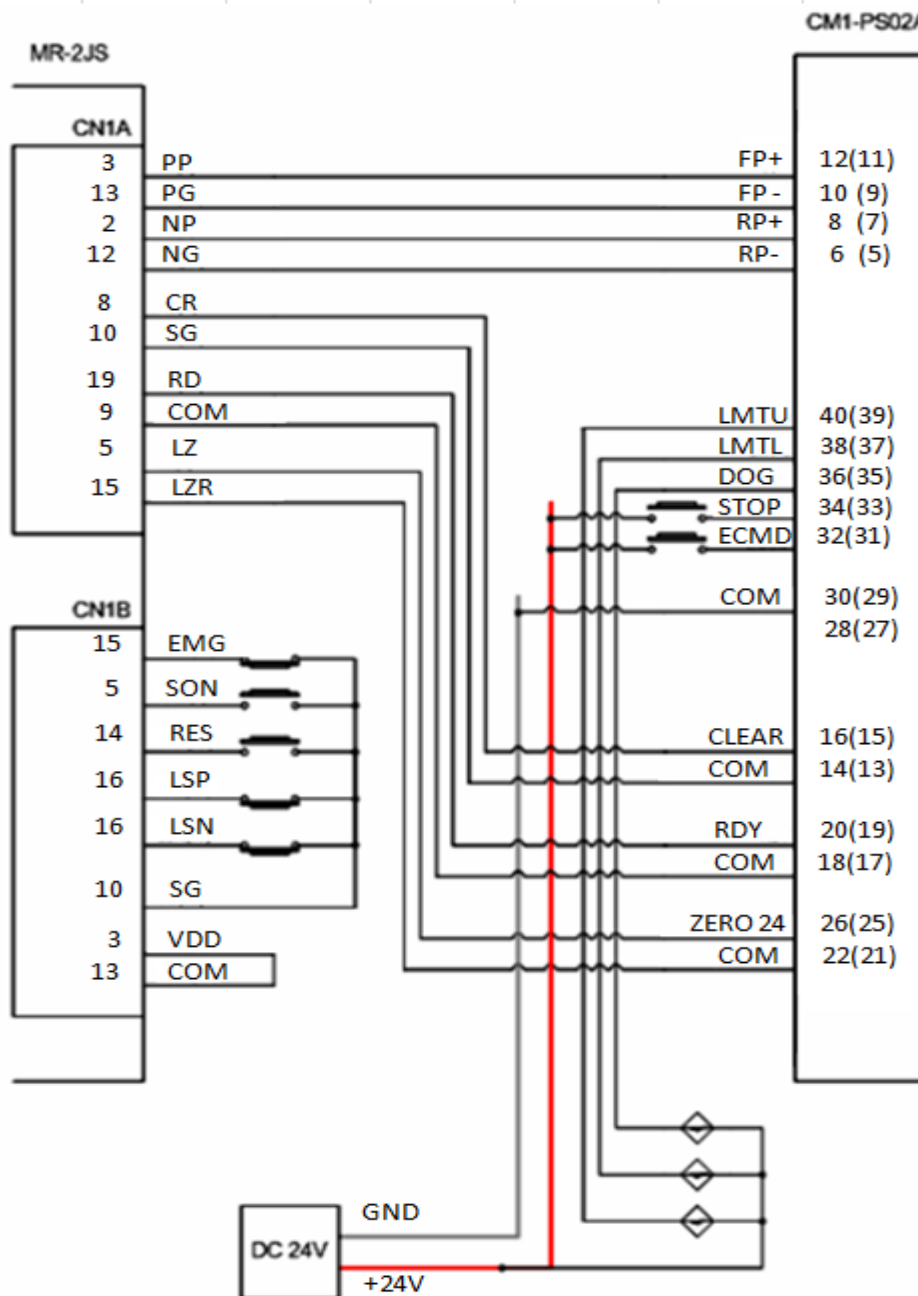 CM1-PS02A
MR-2JS
CN1A
3 PP FP+ 12(11)
13 PG FP - 10 (9)
2 NP RP+ 8 (7)
12 NG RP- 6 (5)
8 CR
10 SG
19 RD
9 COM LMTU 40(39)
5 LZ LMTL 38(37)
DOG 36(35)
15 LZR STOP 34(33)
ECMD 32(31)
CN1B COM 30(29)
28(27)
15 EMG
5 SON
14 RES CLEAR 16(15)
16 LSP COM 14(13)
16 LSN RDY 20(19)
COM 18(17)
10 SG
ZERO 24 26(25)
3 VDD COM 22(21)
13 COM
GND
DC 24V
+24V